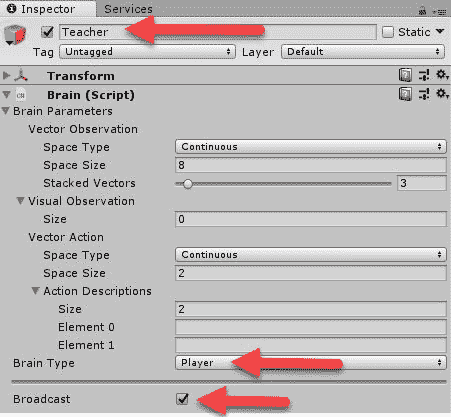 Inspector Services
Teacher Static
Tag Untagged Layer Default
Transform
Brain (Script)
Brain Parameters
Vector Observation
Space Type Continuous
Space Size 8
Stacked Vectors 3
Visual Observation
Size 0
Vector Action
Space Type Continuous
Space Size 2
Action Descriptions
Size 2
Element 0
Element 1
Brain Type Player
Broadcast